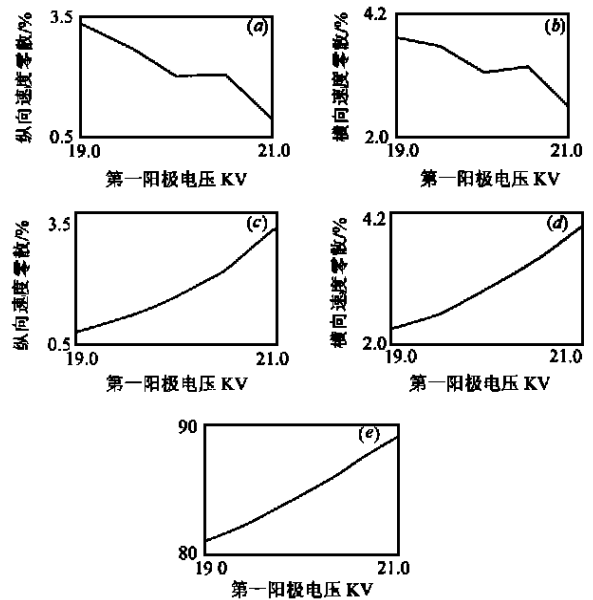 3.5
(a)
纵向速度零散/%
0.5
19.0
21.0
第一阳极电压 KV
4.2
(b)
横向速度零散/%
2.0
19.0
21.0
第一阳极电压 KV
3.5
(c)
纵向速度零散/%
0.5
19.0
21.0
第一阳极电压 KV
4.2
(d)
横向速度零散/%
2.0
19.0
21.0
第一阳极电压 KV
90
(e)
80
19 0
21.0
第一阳极电压 KV